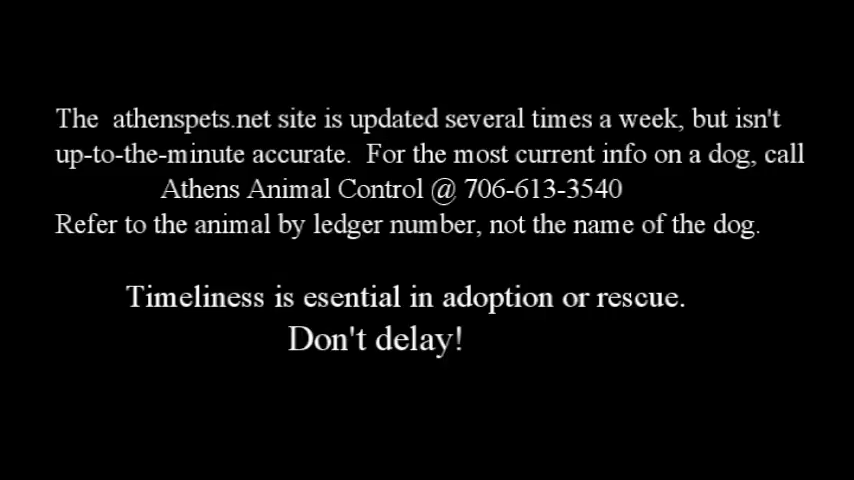 The  athenspets.net site is updated several times a week, but isn't
up-to-the-minute accurate.  For the most current info on a dog, call
Athens Animal Control @ 706-613-3540
Refer to the animal by ledger number, not the name of the dog.
Timeliness is esential in adoption or rescue.
Don't delay!